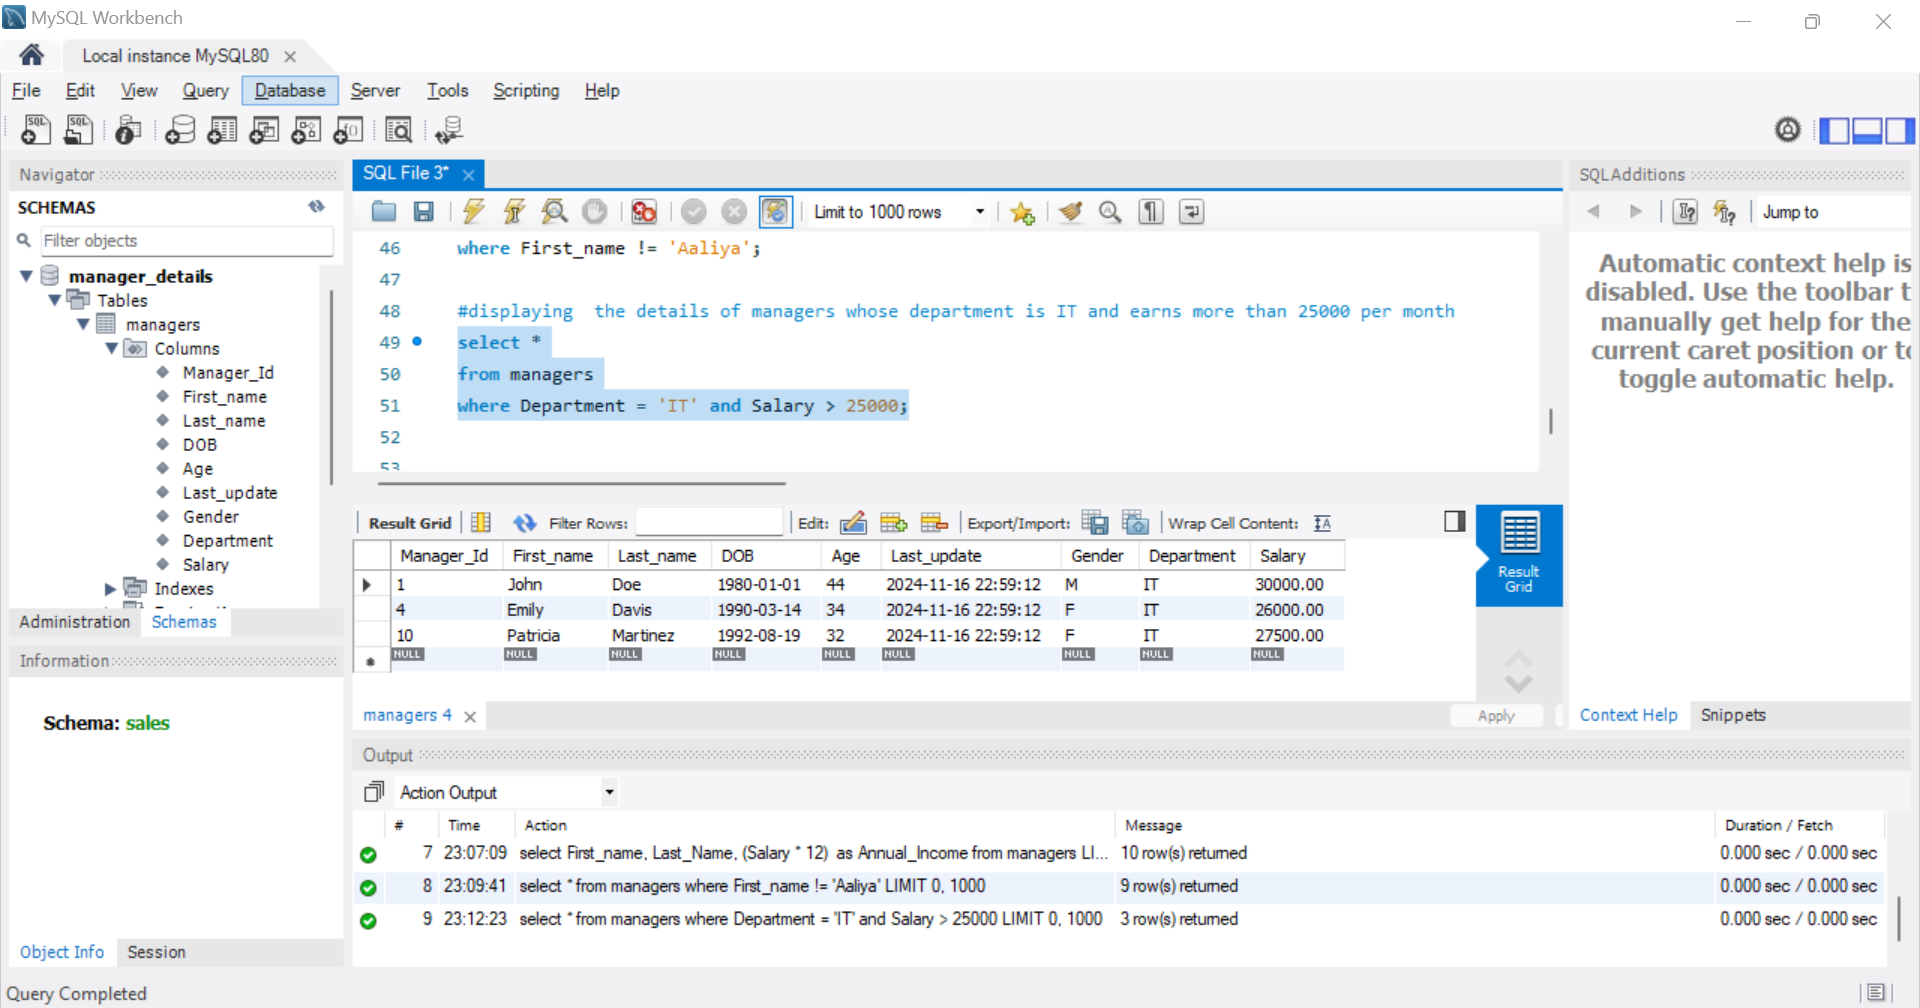 MySQL Workbench
Local instance MySQL80
File Edit View Query Database Server Tools Scripting Help
Navigator
SCHEMAS
Filter objects
manager_details
Tables
managers
Columns
Manager_Id
First_name
Last_name
DOB
Age
Last_update
Gender
Department
Salary
Indexes
Administration Schemas
Information
Schema: sales
Object Info Session
Query Completed
SQL File 3*
Limit to 1000 rows
46 where First_name != 'Aaliya';
47
48 #displaying  the details of managers whose department is IT and earns more than 25000 per month
49 select *
50 from managers
51 where Department = 'IT' and Salary > 25000;
52
53
Result Grid Filter Rows: Edit: Export/Import: Wrap Cell Content:
Manager_Id First_name Last_name DOB Age Last_update Gender Department Salary
1 John Doe 1980-01-01 44 2024-11-16 22:59:12 M IT 30000.00
4 Emily Davis 1990-03-14 34 2024-11-16 22:59:12 F IT 26000.00
10 Patricia Martinez 1992-08-19 32 2024-11-16 22:59:12 F IT 27500.00
NULL NULL NULL NULL NULL NULL NULL NULL NULL
Result
Grid
managers 4
Apply
SQLAdditions
Jump to
Automatic context help is
disabled. Use the toolbar t
manually get help for the
current caret position or to
toggle automatic help.
Context Help Snippets
Output
Action Output
# Time Action Message Duration / Fetch
7 23:07:09 select First_name, Last_Name, (Salary * 12)  as Annual_Income from managers LI... 10 row(s) returned 0.000 sec / 0.000 sec
8 23:09:41 select * from managers where First_name != 'Aaliya' LIMIT 0, 1000 9 row(s) returned 0.000 sec / 0.000 sec
9 23:12:23 select * from managers where Department = 'IT' and Salary > 25000 LIMIT 0, 1000 3 row(s) returned 0.000 sec / 0.000 sec